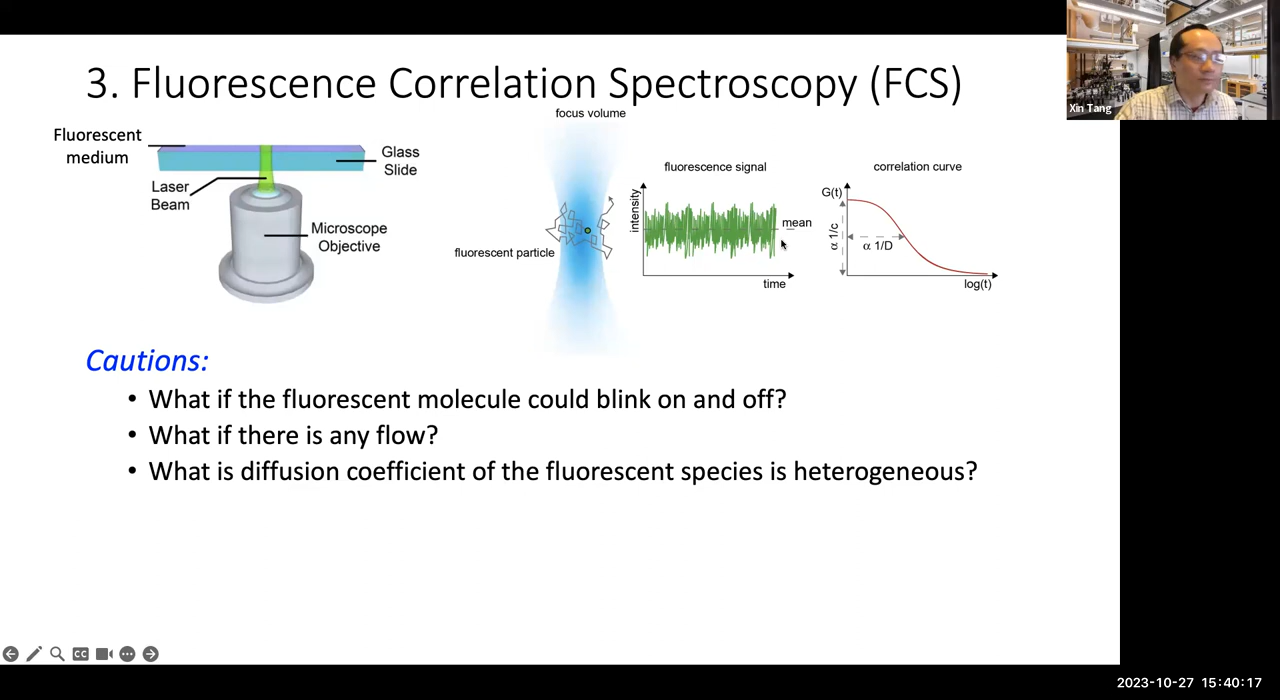 3. Fluorescence Correlation Spectroscopy (FCS)
Fluorescent
medium
Glass
Slide
Laser
Beam
Microscope
Objective
focus volume
fluorescent particle
fluorescence signal
intensity
mean
time
correlation curve
G(t)
α 1/c
α 1/D
log(t)
Cautions:
• What if the fluorescent molecule could blink on and off?
• What if there is any flow?
• What is diffusion coefficient of the fluorescent species is heterogeneous?
Xin Tang
CC
2023-10-27 15:40:17